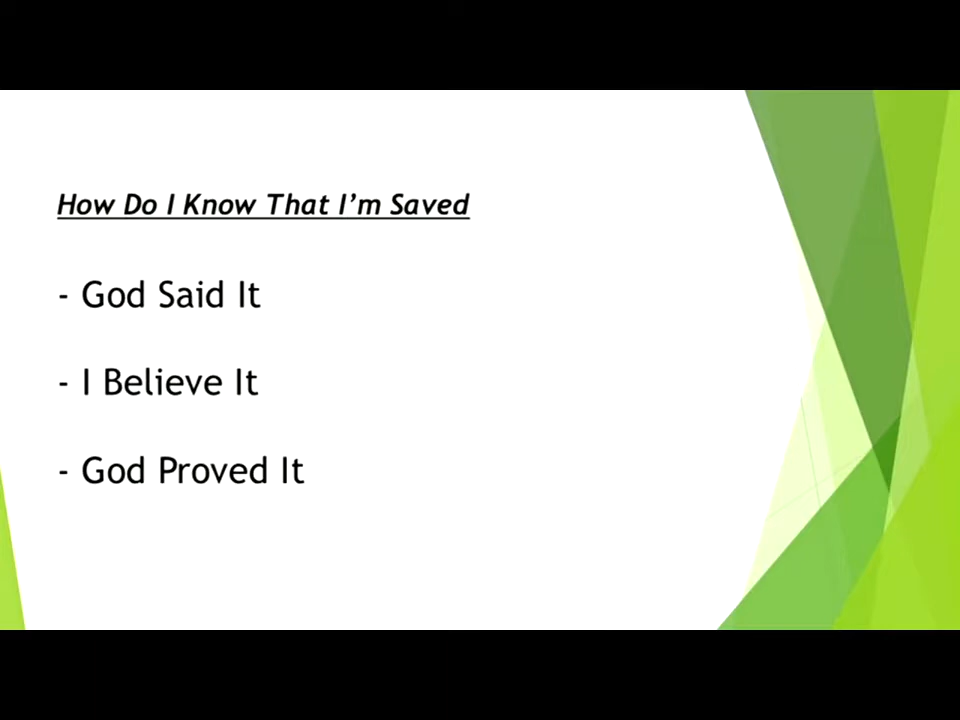 How Do I Know That I’m Saved
- God Said It
- I Believe It
- God Proved It